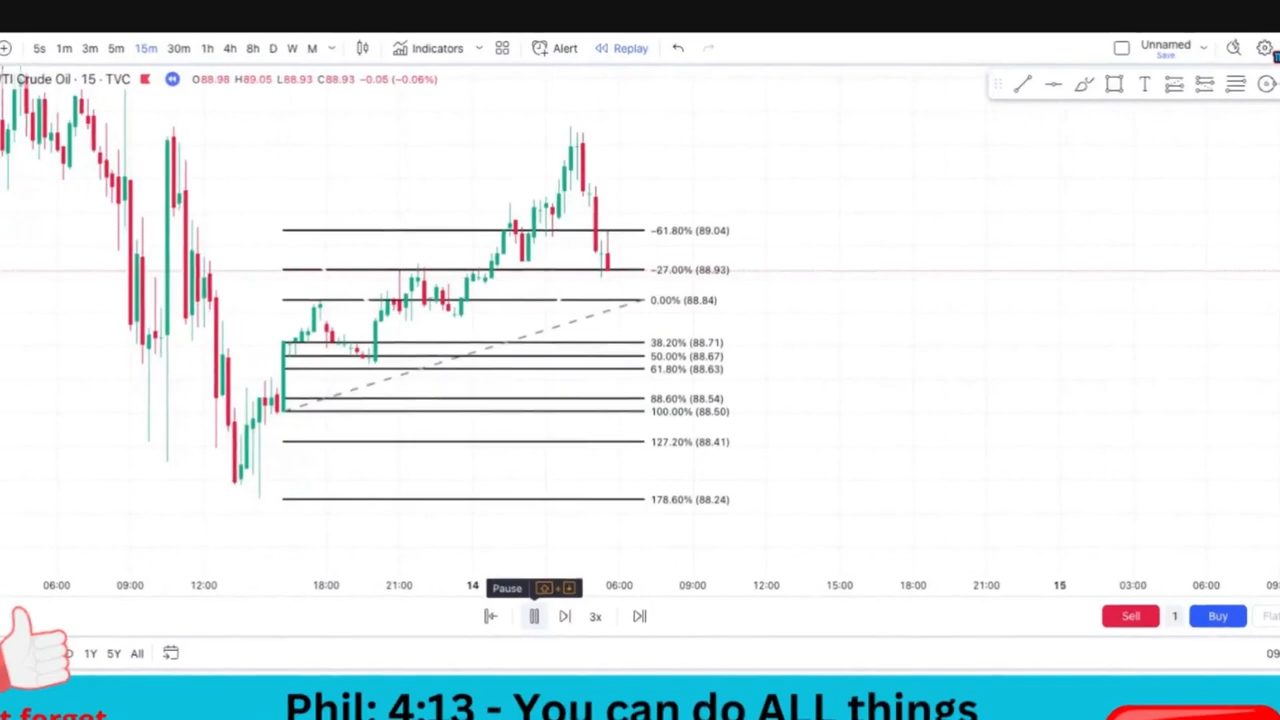 5s 1m 3m 5m 15m 30m 1h 4h 8h D W M Indicators Alert Replay Unnamed
Save
TI Crude Oil · 15 · TVC O88.98 H89.05 L88.93 C88.93 −0.05 (−0.06%)
−61.80% (89.04)
−27.00% (88.93)
0.00% (88.84)
38.20% (88.71)
50.00% (88.67)
61.80% (88.63)
88.60% (88.54)
100.00% (88.50)
127.20% (88.41)
178.60% (88.24)
06:00 09:00 12:00 18:00 21:00 14 06:00 09:00 12:00 15:00 18:00 21:00 15 03:00 06:00 09
Pause
3x Sell 1 Buy Flat
1Y 5Y All 09
Phil: 4:13 - You can do ALL things
t forget